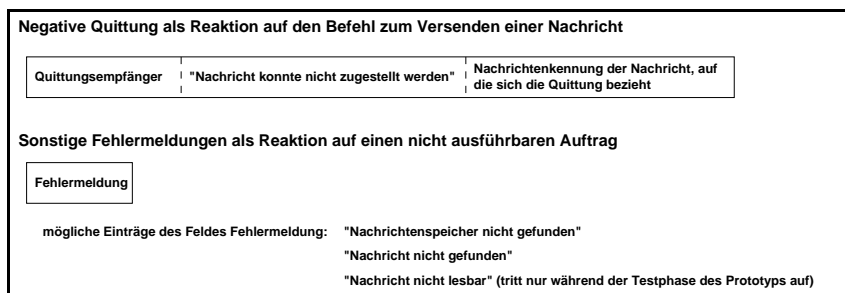 Negative Quittung als Reaktion auf den Befehl zum Versenden einer Nachricht
Quittungsempfänger
"Nachricht konnte nicht zugestellt werden"
Nachrichtenkennung der Nachricht, auf
die sich die Quittung bezieht
Sonstige Fehlermeldungen als Reaktion auf einen nicht ausführbaren Auftrag
Fehlermeldung
mögliche Einträge des Feldes Fehlermeldung: "Nachrichtenspeicher nicht gefunden"
"Nachricht nicht gefunden"
"Nachricht nicht lesbar" (tritt nur während der Testphase des Prototyps auf)